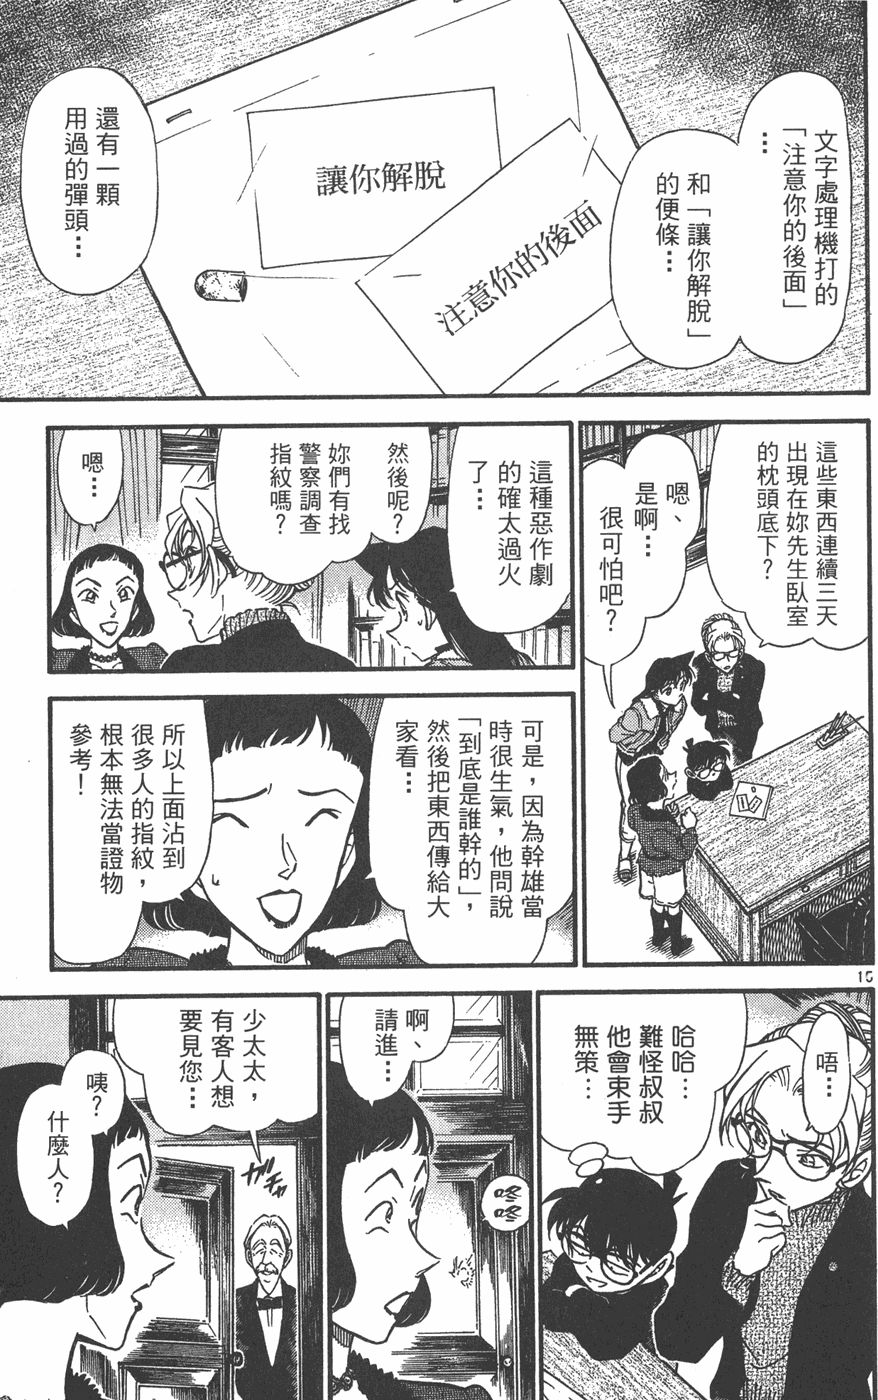 文字處理機打的
「注意你的後面」
…
和「讓你解脫」
的便條…
讓你解脫
注意你的後面
還有一顆
用過的彈頭…
這些東西連續三天
出現在妳先生臥室
的枕頭底下？
嗯、
是啊…
很可怕吧？
這種惡作劇
的確太過火
了…
然後呢？
妳們有找
警察調查
指紋嗎？
嗯…
可是，因為幹雄當
時很生氣，他問說
「到底是誰幹的」，
然後把東西傳給大
家看…
所以上面沾到
很多人的指紋，
根本無法當證物
參考！
15
唔…
哈哈…
難怪叔叔
他會束手
無策…
咚咚
啊、
請進…
ガチャ
少太太，
有客人想
要見您…
咦？
什麼人？